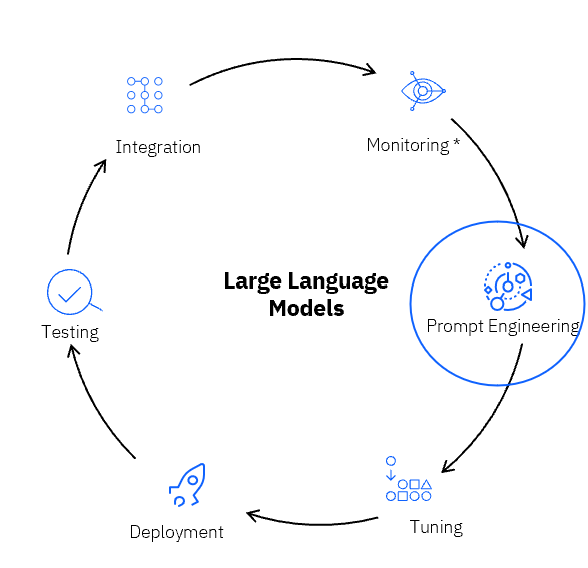 Integration
Monitoring *
Large Language
Models
Prompt Engineering
Testing
Tuning
Deployment